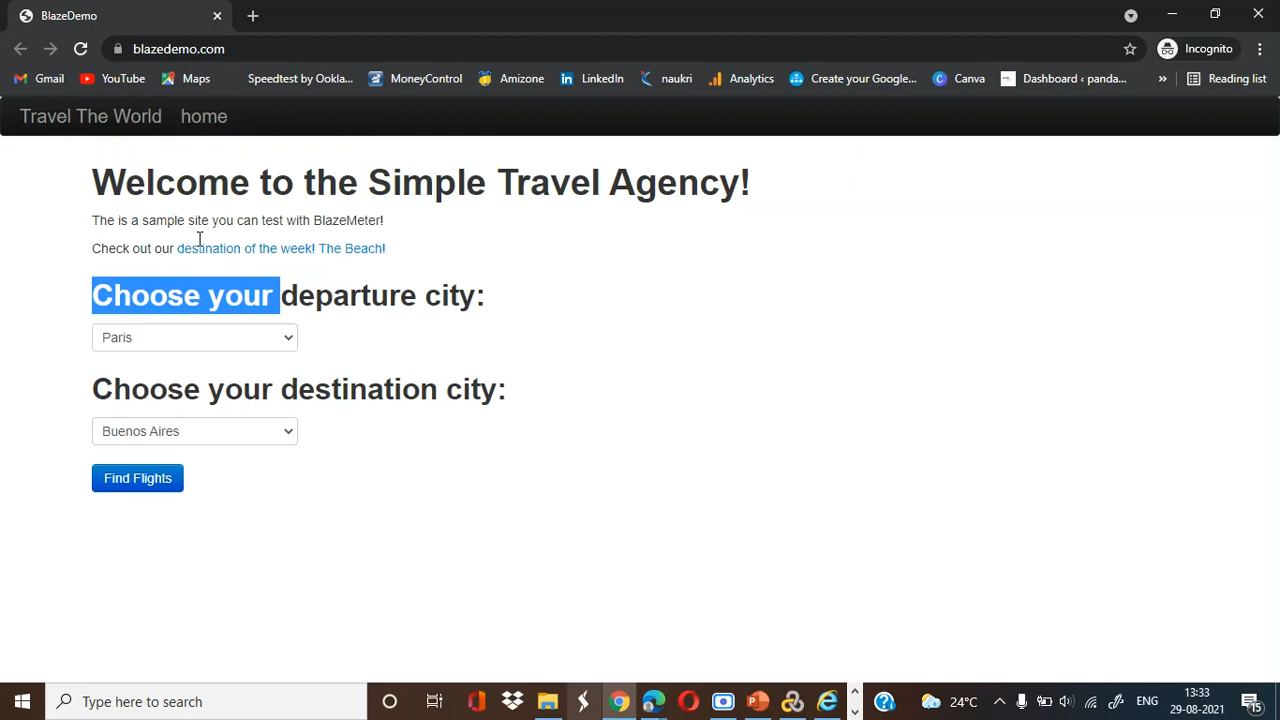 BlazeDemo
blazedemo.com
Incognito
Gmail YouTube Maps Speedtest by Ookla... MoneyControl Amizone LinkedIn naukri Analytics Create your Google... Canva Dashboard ‹ panda... » Reading list
Travel The World home
Welcome to the Simple Travel Agency!
The is a sample site you can test with BlazeMeter!
Check out our destination of the week! The Beach!
Choose your departure city:
Paris
Choose your destination city:
Buenos Aires
Find Flights
Type here to search
24°C
ENG
13:33
29-08-2021
15